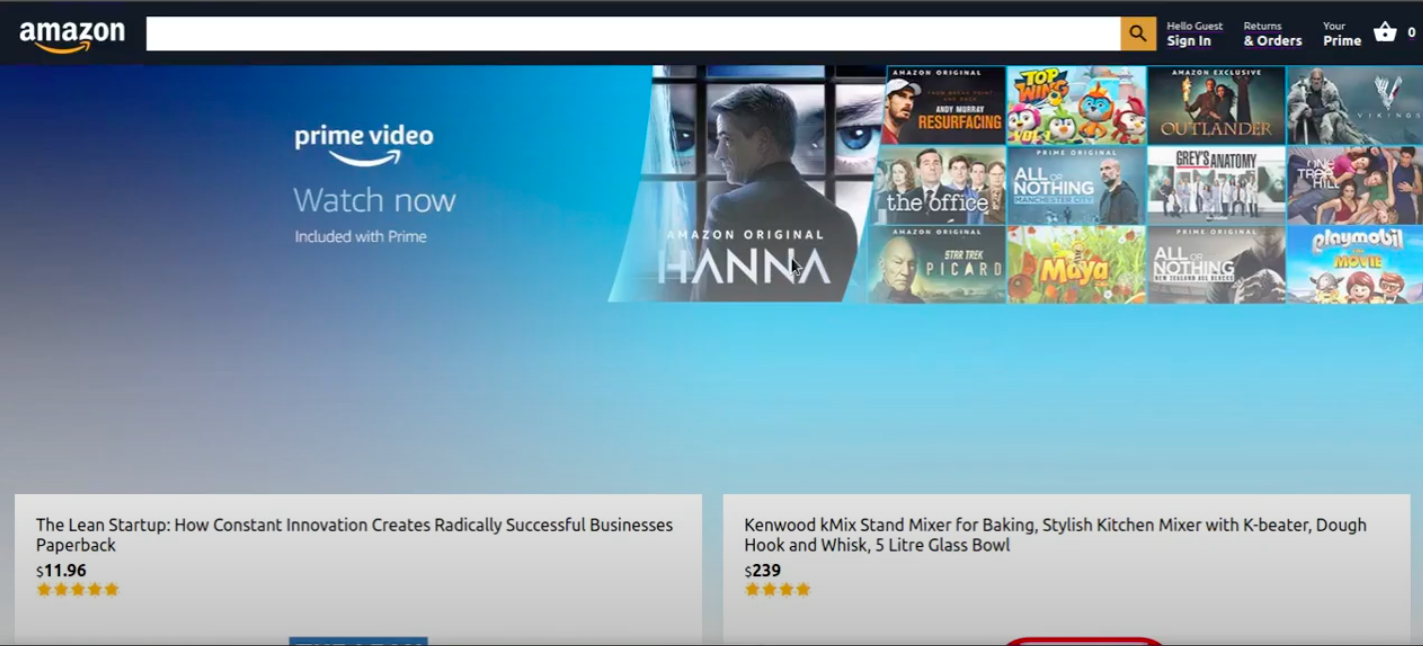 amazon
Hello Guest
Sign In
Returns
& Orders
Your
Prime
0
prime video
Watch now
Included with Prime
AMAZON ORIGINAL
HANNA
AMAZON ORIGINAL
ANDY MURRAY
RESURFACING
TOP
WING
VOL.1
AMAZON EXCLUSIVE
OUTLANDER
VIKINGS
the office
PRIME ORIGINAL
ALL OR
NOTHING
MANCHESTER CITY
GREY'S ANATOMY
ONE
TREE
HILL
AMAZON ORIGINAL
STAR TREK
PICARD
Maya
PRIME ORIGINAL
ALL OR
NOTHING
NEW ZEALAND ALL BLACKS
playmobil
THE
MOVIE
The Lean Startup: How Constant Innovation Creates Radically Successful Businesses
Paperback
$11.96
Kenwood kMix Stand Mixer for Baking, Stylish Kitchen Mixer with K-beater, Dough
Hook and Whisk, 5 Litre Glass Bowl
$239